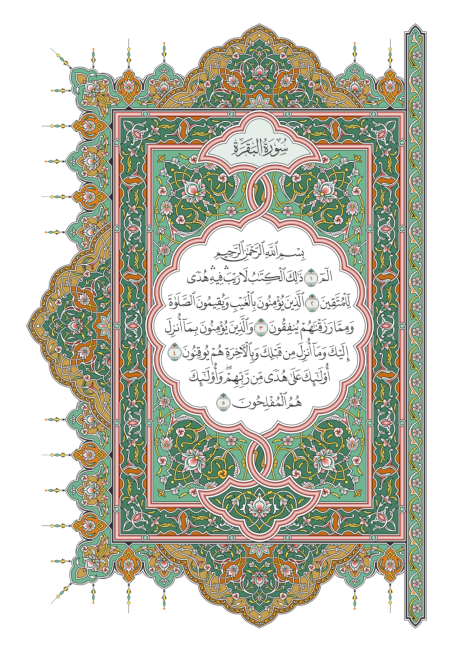 سُورَةُ البَقَرَةِ
بِسۡمِ ٱللَّهِ ٱلرَّحۡمَٰنِ ٱلرَّحِيمِ
الٓمٓ ١ ذَٰلِكَ ٱلۡكِتَٰبُ لَا رَيۡبَۛ فِيهِۛ هُدٗى
لِّلۡمُتَّقِينَ ٢ ٱلَّذِينَ يُؤۡمِنُونَ بِٱلۡغَيۡبِ وَيُقِيمُونَ ٱلصَّلَوٰةَ
وَمِمَّا رَزَقۡنَٰهُمۡ يُنفِقُونَ ٣ وَٱلَّذِينَ يُؤۡمِنُونَ بِمَآ أُنزِلَ
إِلَيۡكَ وَمَآ أُنزِلَ مِن قَبۡلِكَ وَبِٱلۡأٓخِرَةِ هُمۡ يُوقِنُونَ ٤
أُوْلَٰٓئِكَ عَلَىٰ هُدٗى مِّن رَّبِّهِمۡۖ وَأُوْلَٰٓئِكَ
هُمُ ٱلۡمُفۡلِحُونَ ٥